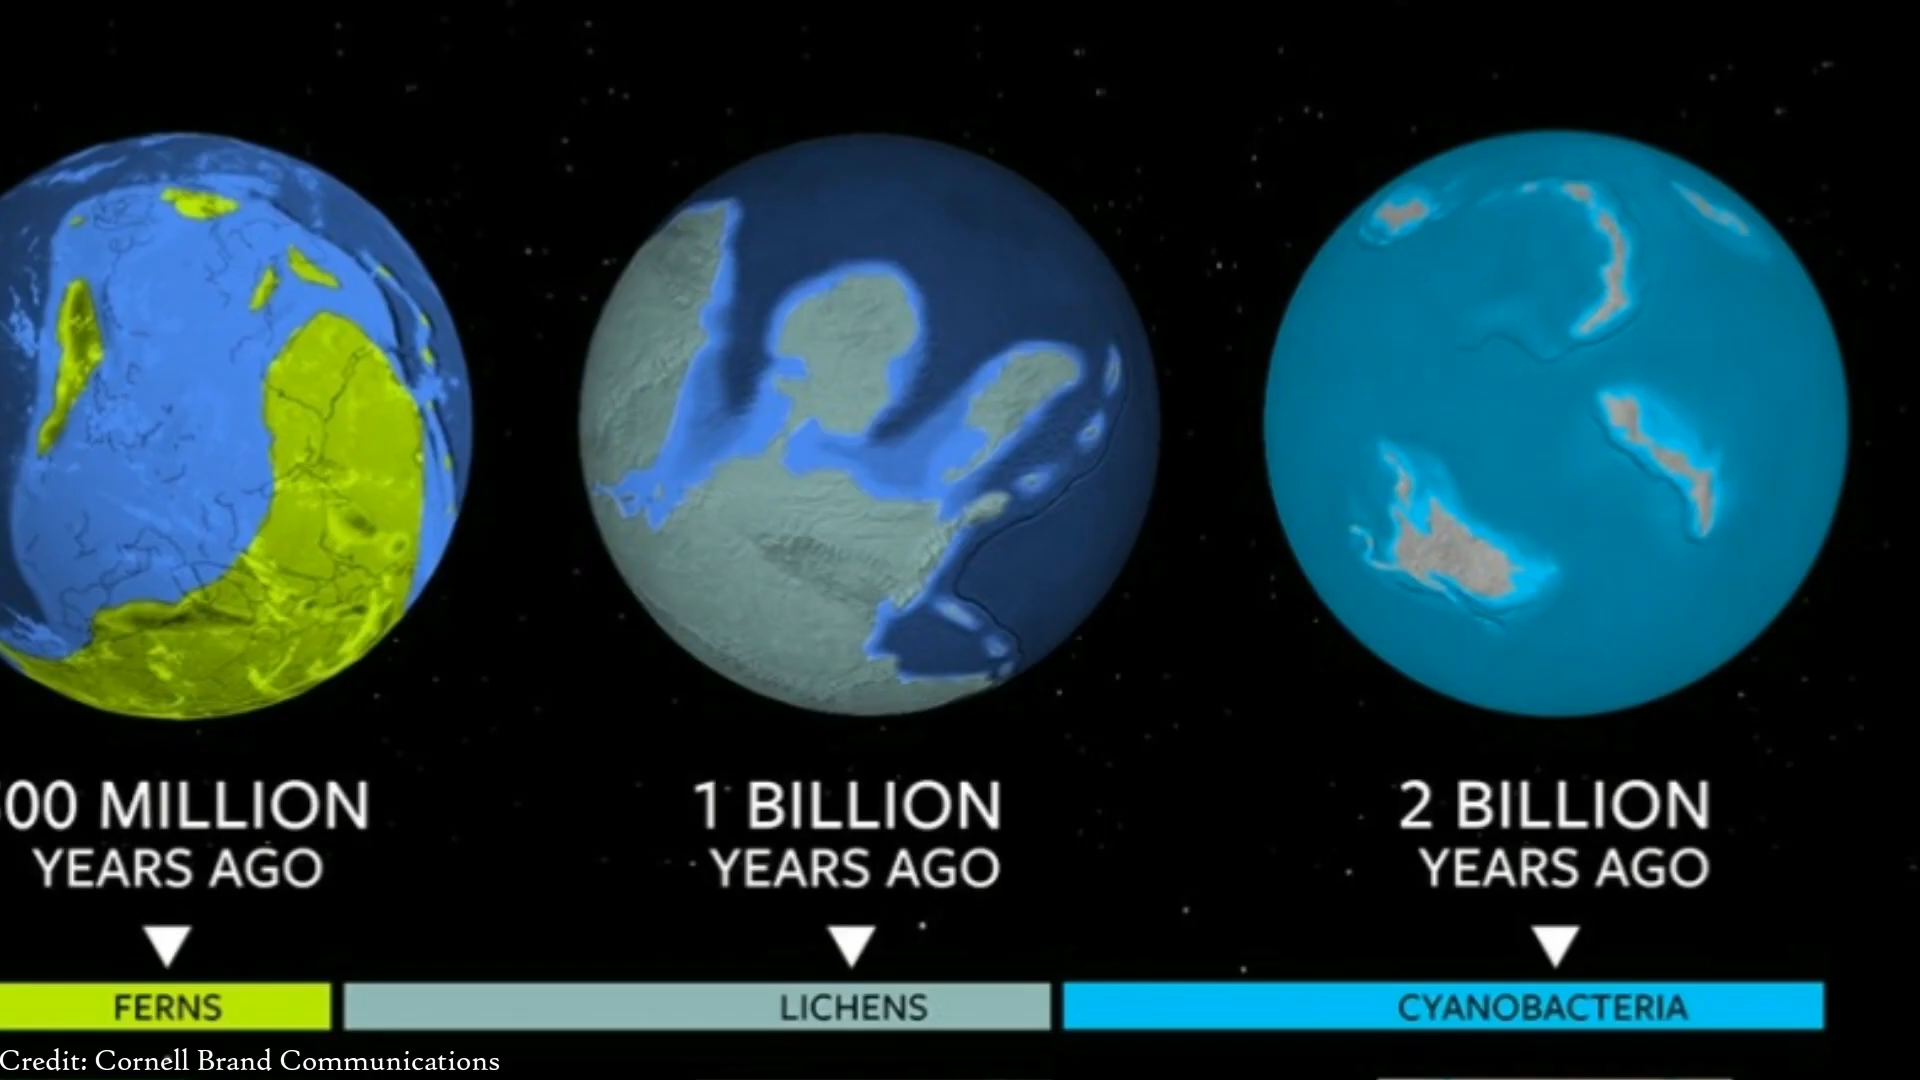 00 MILLION
YEARS AGO
1 BILLION
YEARS AGO
2 BILLION
YEARS AGO
FERNS
LICHENS
CYANOBACTERIA
Credit: Cornell Brand Communications